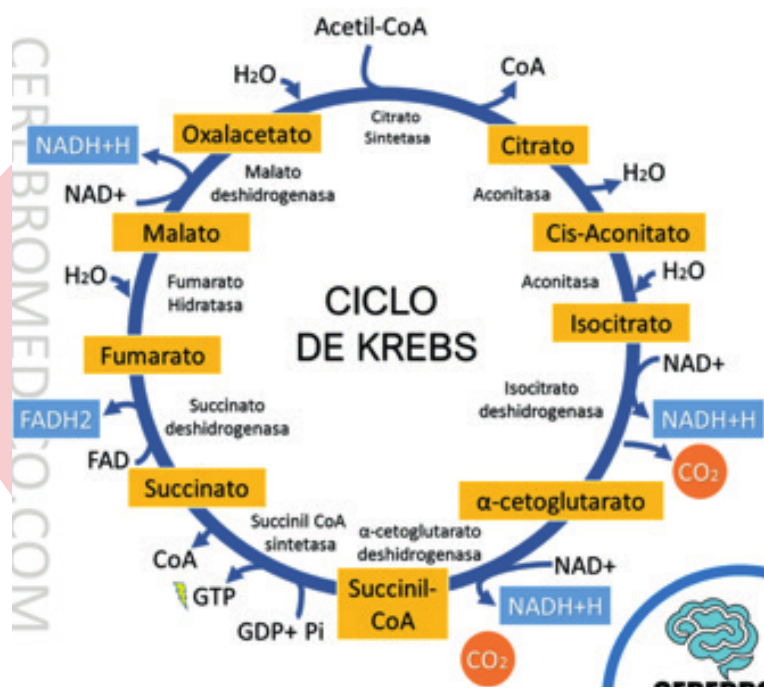 CEREBROMEDICO.COM
Acetil-CoA
H₂O
CoA
Citrato
Sintetasa
Oxalacetato
Citrato
NADH+H
Malato
deshidrogenasa
Aconitasa
H₂O
NAD+
Malato
Cis-Aconitato
H₂O
Fumarato
Hidratasa
Aconitasa
H₂O
CICLO
DE KREBS
Isocitrato
Fumarato
NAD+
FADH2
Succinato
deshidrogenasa
Isocitrato
deshidrogenasa
NADH+H
FAD
CO₂
Succinato
α-cetoglutarato
Succinil CoA
sintetasa
α-cetoglutarato
deshidrogenasa
CoA
NAD+
GTP
Succinil-
CoA
NADH+H
GDP+ Pi
CO₂